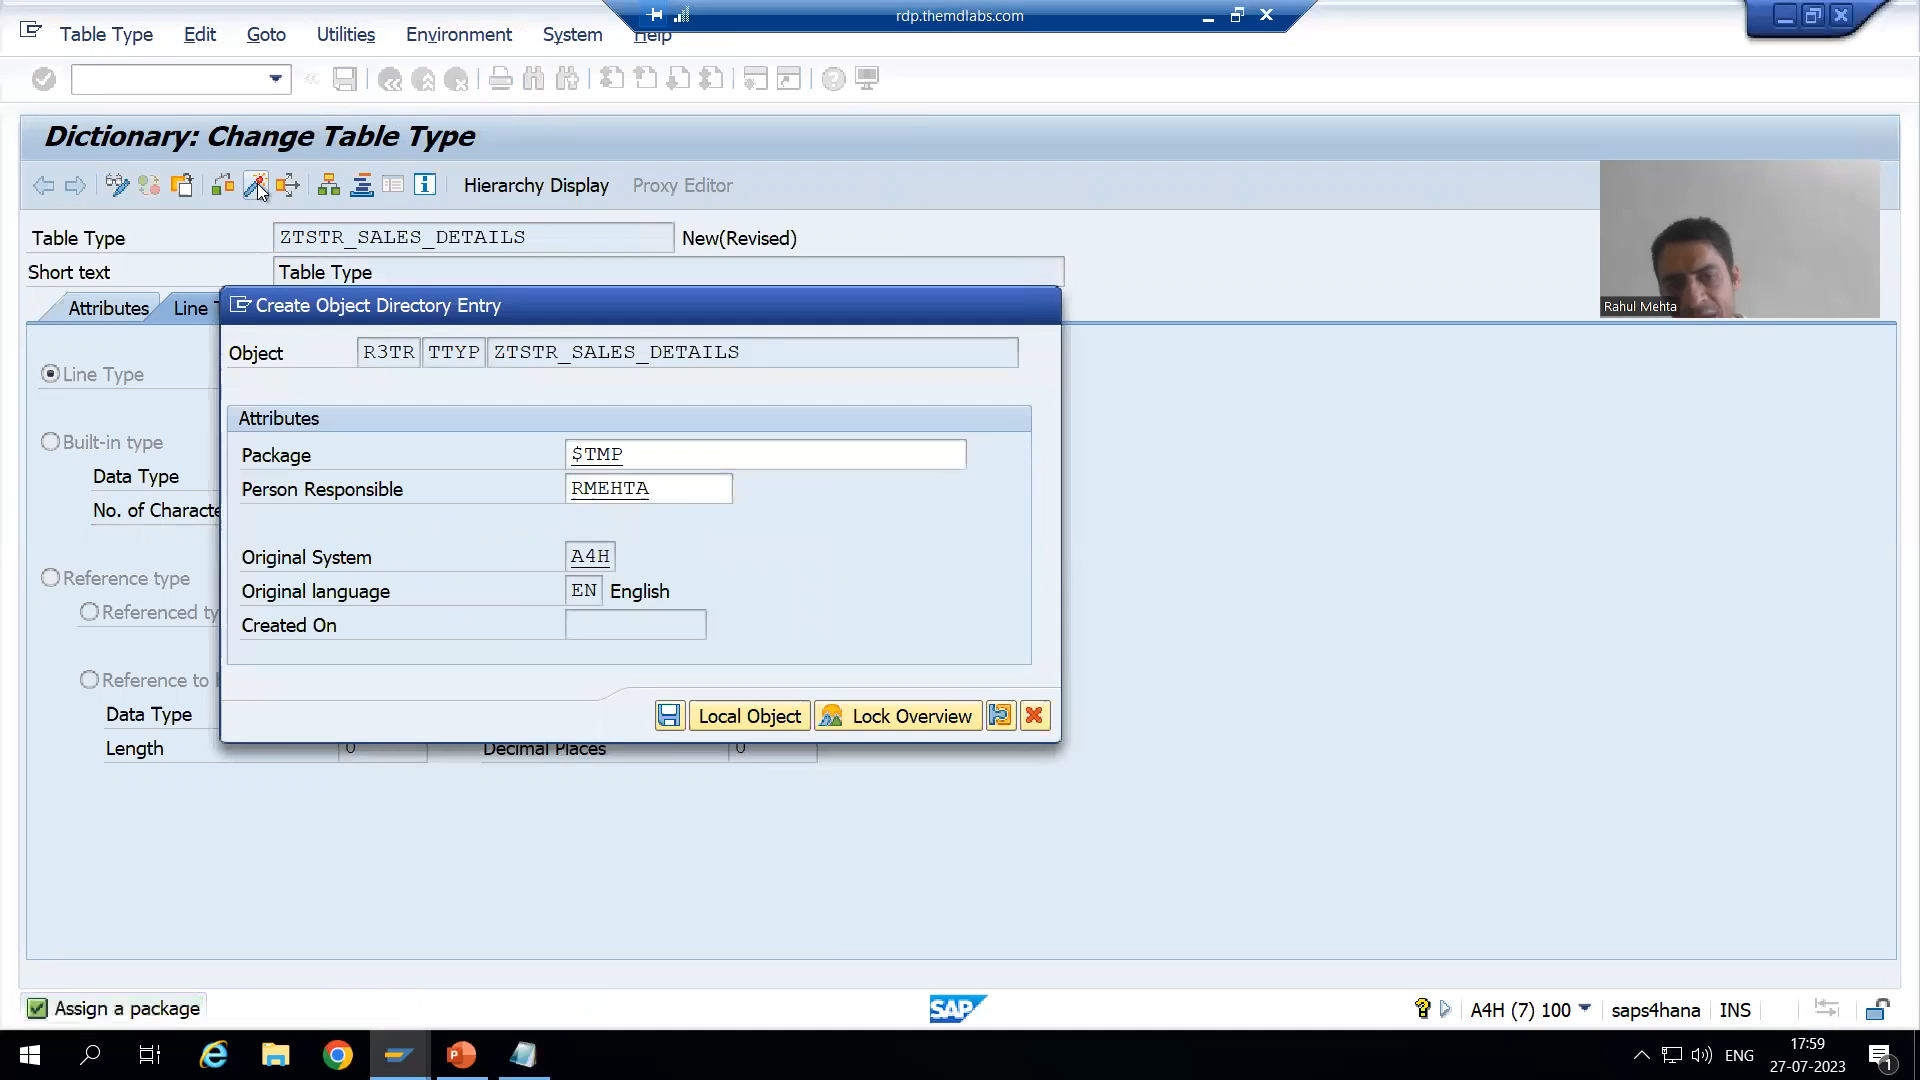 rdp.themdlabs.com
Table Type Edit Goto Utilities Environment System Help
Dictionary: Change Table Type
Hierarchy Display Proxy Editor
Table Type ZTSTR_SALES_DETAILS New(Revised)
Short text Table Type
Attributes Line T
Rahul Mehta
Create Object Directory Entry
Object R3TR TTYP ZTSTR_SALES_DETAILS
Line Type
Attributes
Built-in type
Package $TMP
Data Type
Person Responsible RMEHTA
No. of Characte
Original System A4H
Reference type
Original language EN English
Referenced ty
Created On
Reference to b
Data Type
Local Object Lock Overview
Length 0 Decimal Places 0
Assign a package
SAP
A4H (7) 100 saps4hana INS
ENG
17:59
27-07-2023
1